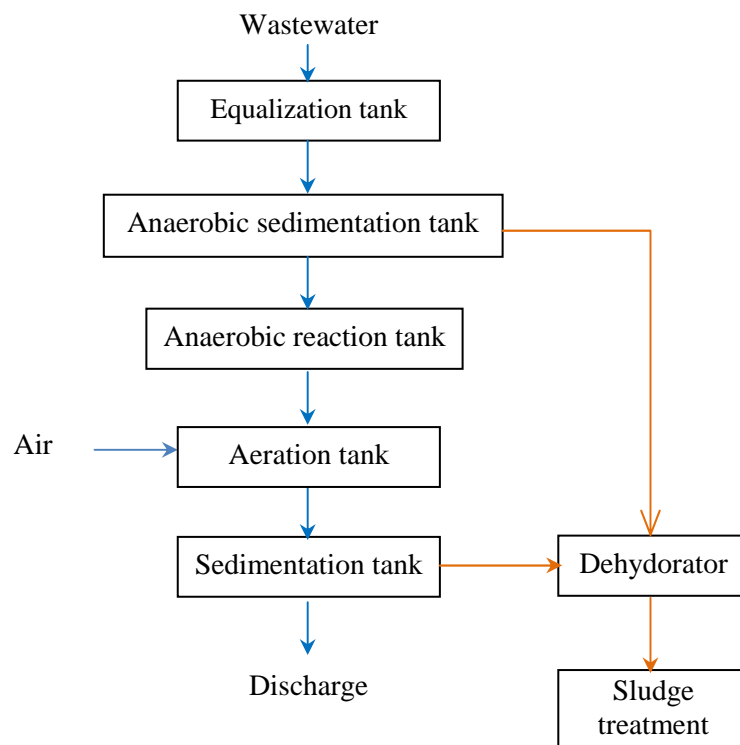 Wastewater
Equalization tank
Anaerobic sedimentation tank
Anaerobic reaction tank
Air
Aeration tank
Sedimentation tank
Dehydorator
Discharge
Sludge
treatment